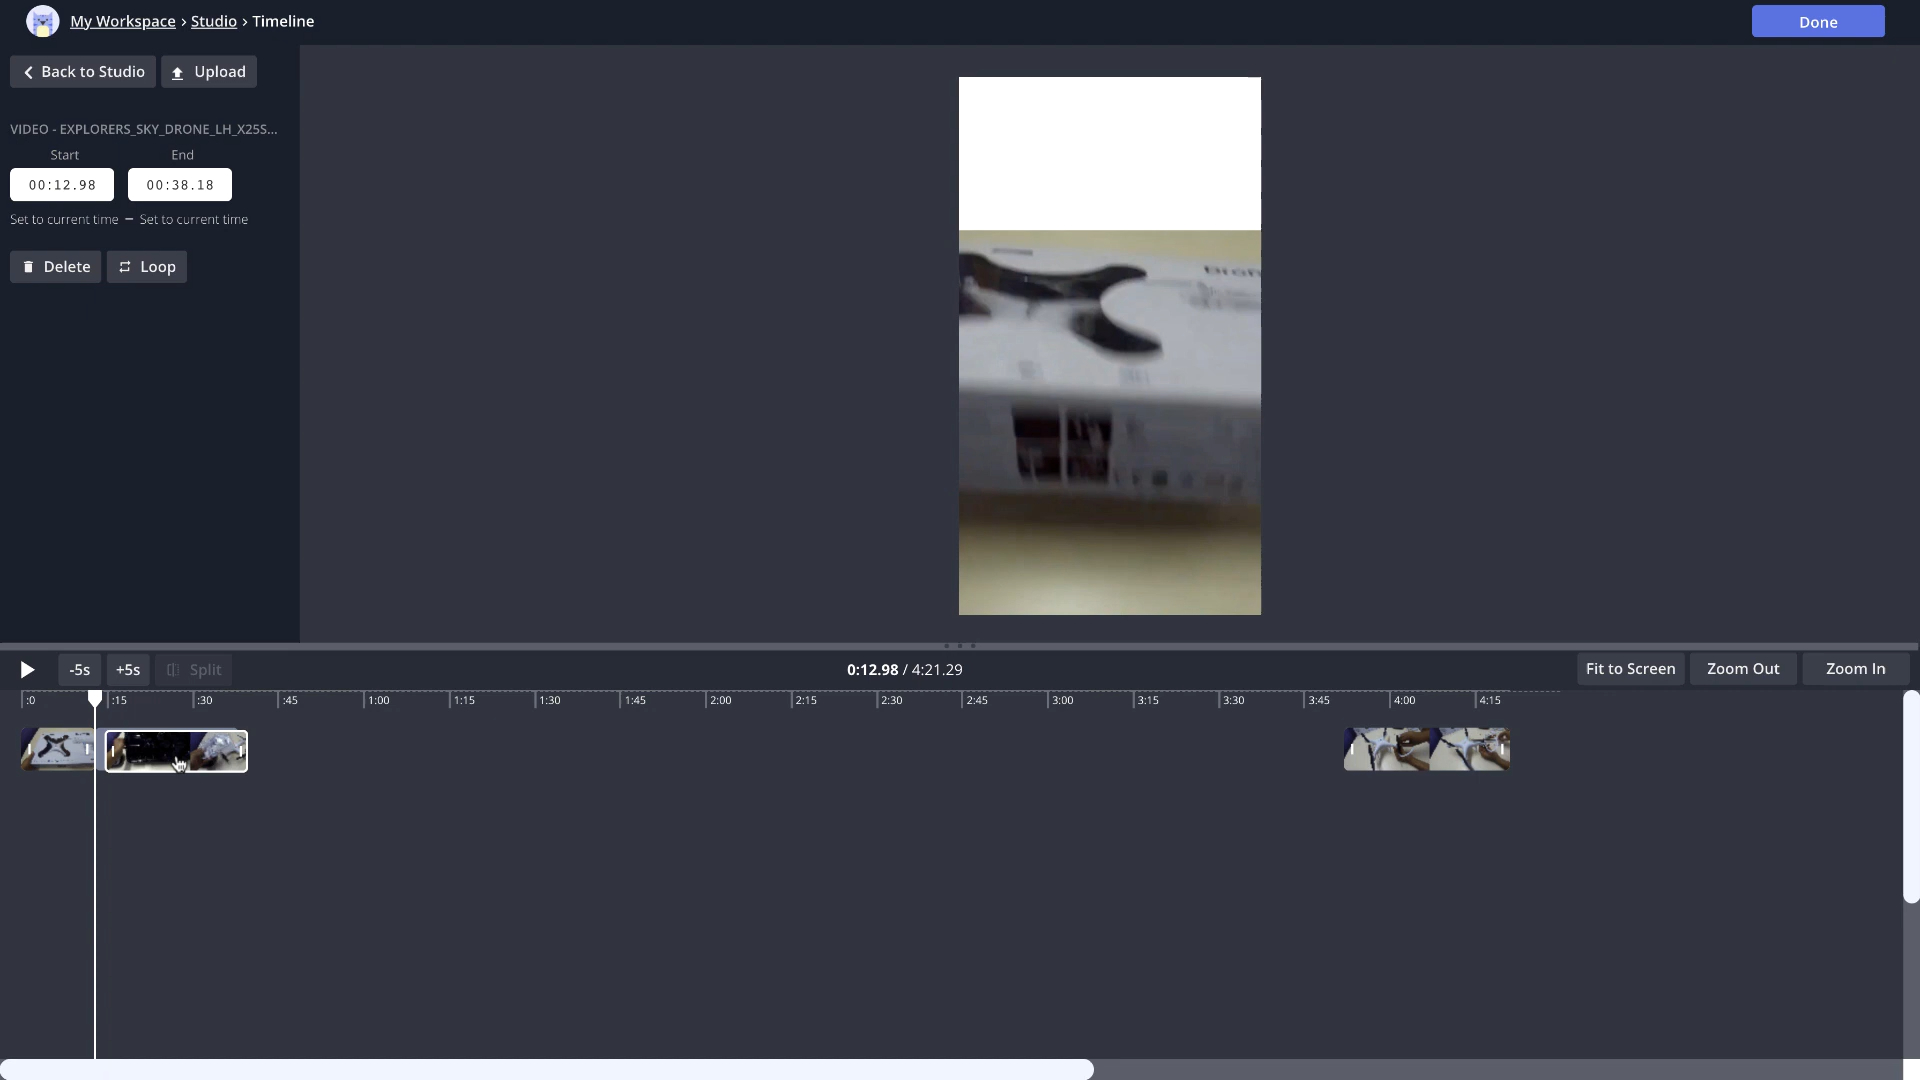 My Workspace › Studio › Timeline
Done
Back to Studio
Upload
VIDEO - EXPLORERS_SKY_DRONE_LH_X25S...
Start
End
00:12.98
00:38.18
Set to current time – Set to current time
Delete
Loop
-5s
+5s
Split
0:12.98 / 4:21.29
Fit to Screen
Zoom Out
Zoom In
:0
:15
:30
:45
1:00
1:15
1:30
1:45
2:00
2:15
2:30
2:45
3:00
3:15
3:30
3:45
4:00
4:15